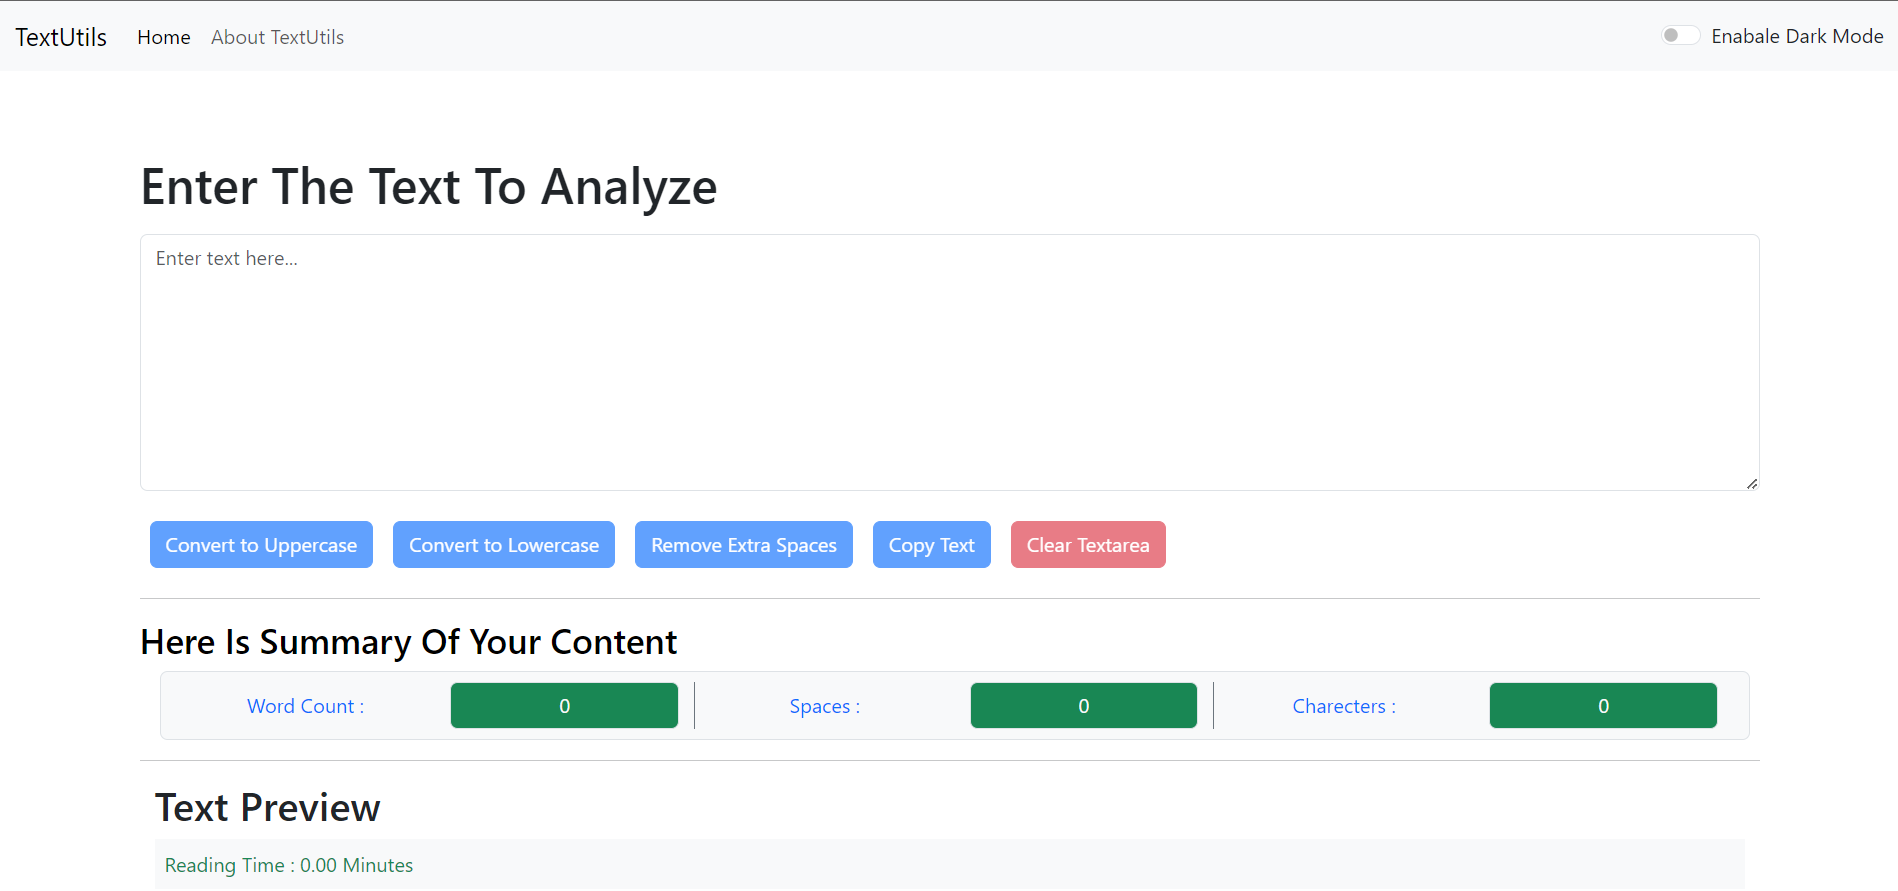 TextUtils Home About TextUtils Enabale Dark Mode
Enter The Text To Analyze
Enter text here...
Convert to Uppercase Convert to Lowercase Remove Extra Spaces Copy Text Clear Textarea
Here Is Summary Of Your Content
Word Count : 0 Spaces : 0 Charecters : 0
Text Preview
Reading Time : 0.00 Minutes